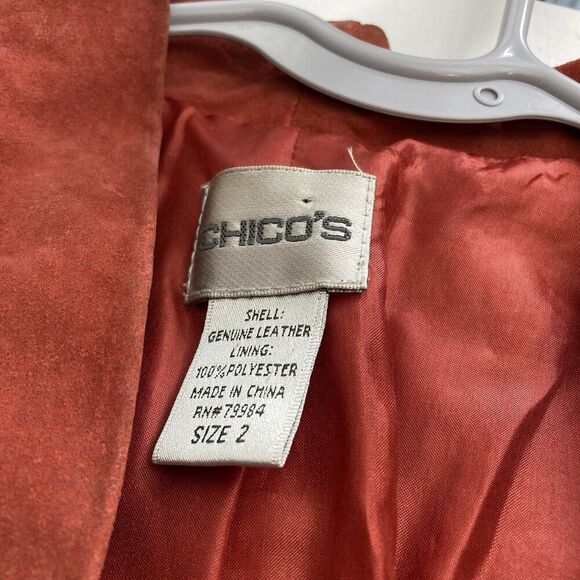 CHICO'S
SHELL:
GENUINE LEATHER
LINING:
100% POLYESTER
MADE IN CHINA
RN# 79984
SIZE 2